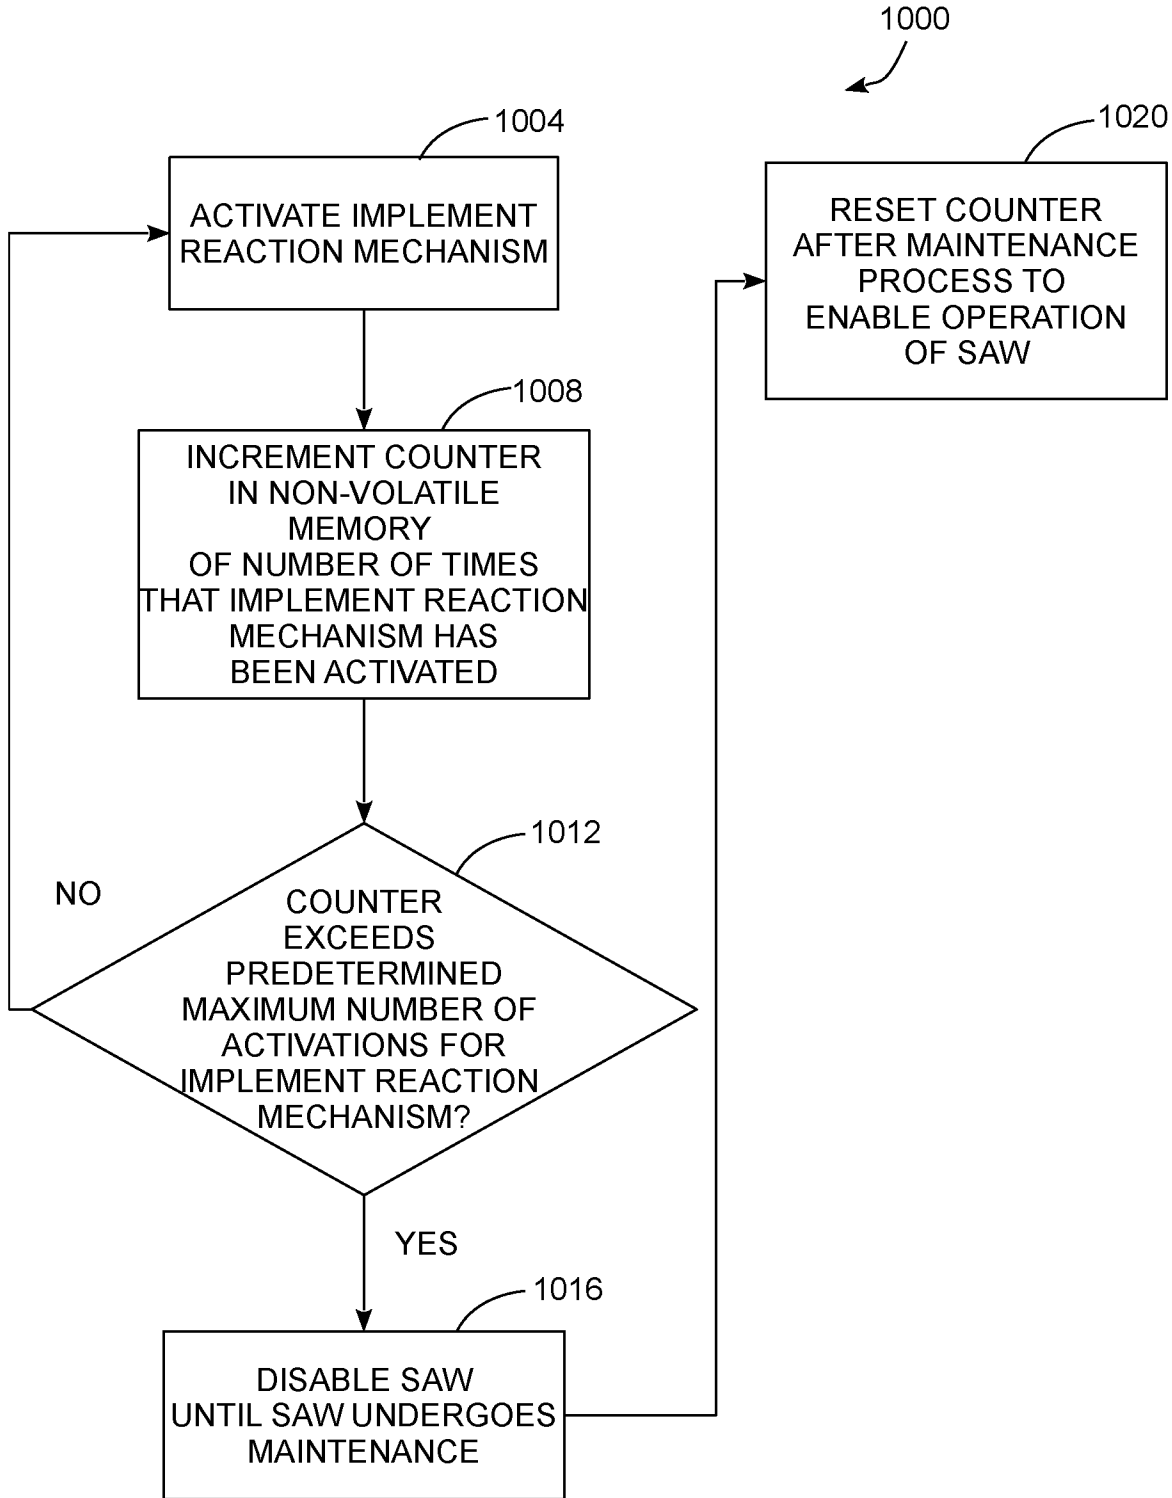 1000
1004
ACTIVATE IMPLEMENT
REACTION MECHANISM
1008
INCREMENT COUNTER
IN NON-VOLATILE
MEMORY
OF NUMBER OF TIMES
THAT IMPLEMENT REACTION
MECHANISM HAS
BEEN ACTIVATED
1012
NO
COUNTER
EXCEEDS
PREDETERMINED
MAXIMUM NUMBER OF
ACTIVATIONS FOR
IMPLEMENT REACTION
MECHANISM?
YES
1016
DISABLE SAW
UNTIL SAW UNDERGOES
MAINTENANCE
1020
RESET COUNTER
AFTER MAINTENANCE
PROCESS TO
ENABLE OPERATION
OF SAW